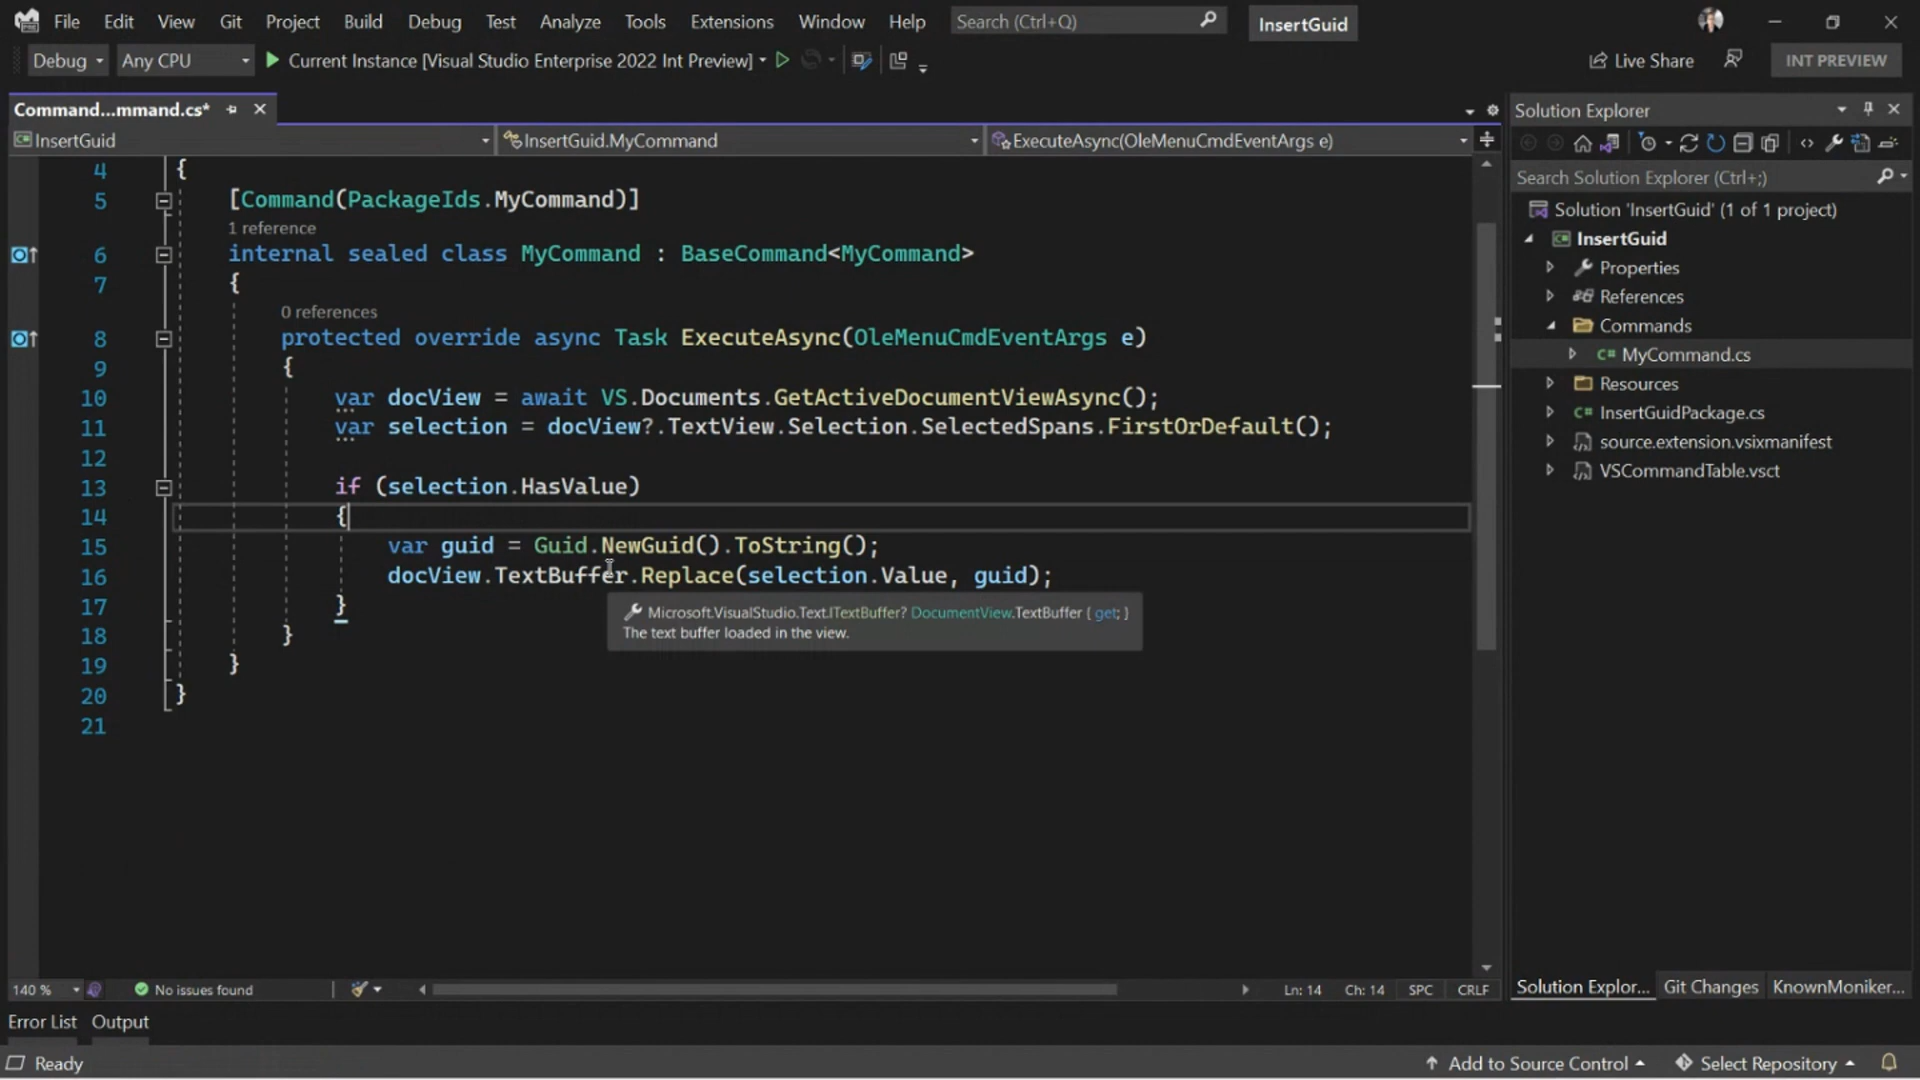 File Edit View Git Project Build Debug Test Analyze Tools Extensions Window Help Search (Ctrl+Q) InsertGuid
Debug Any CPU Current Instance [Visual Studio Enterprise 2022 Int Preview] Live Share INT PREVIEW
Command...mmand.cs*
InsertGuid InsertGuid.MyCommand ExecuteAsync(OleMenuCmdEventArgs e)
4 {
5 [Command(PackageIds.MyCommand)]
1 reference
6 internal sealed class MyCommand : BaseCommand<MyCommand>
7 {
0 references
8 protected override async Task ExecuteAsync(OleMenuCmdEventArgs e)
9 {
10 var docView = await VS.Documents.GetActiveDocumentViewAsync();
11 var selection = docView?.TextView.Selection.SelectedSpans.FirstOrDefault();
12
13 if (selection.HasValue)
14 {
15 var guid = Guid.NewGuid().ToString();
16 docView.TextBuffer.Replace(selection.Value, guid);
17 }
Microsoft.VisualStudio.Text.ITextBuffer? DocumentView.TextBuffer { get; }
The text buffer loaded in the view.
18 }
19 }
20 }
21
Solution Explorer
Search Solution Explorer (Ctrl+;)
Solution 'InsertGuid' (1 of 1 project)
InsertGuid
Properties
References
Commands
C# MyCommand.cs
Resources
C# InsertGuidPackage.cs
source.extension.vsixmanifest
VSCommandTable.vsct
140 % No issues found Ln: 14 Ch: 14 SPC CRLF
Solution Explor... Git Changes KnownMoniker...
Error List Output
Ready Add to Source Control Select Repository